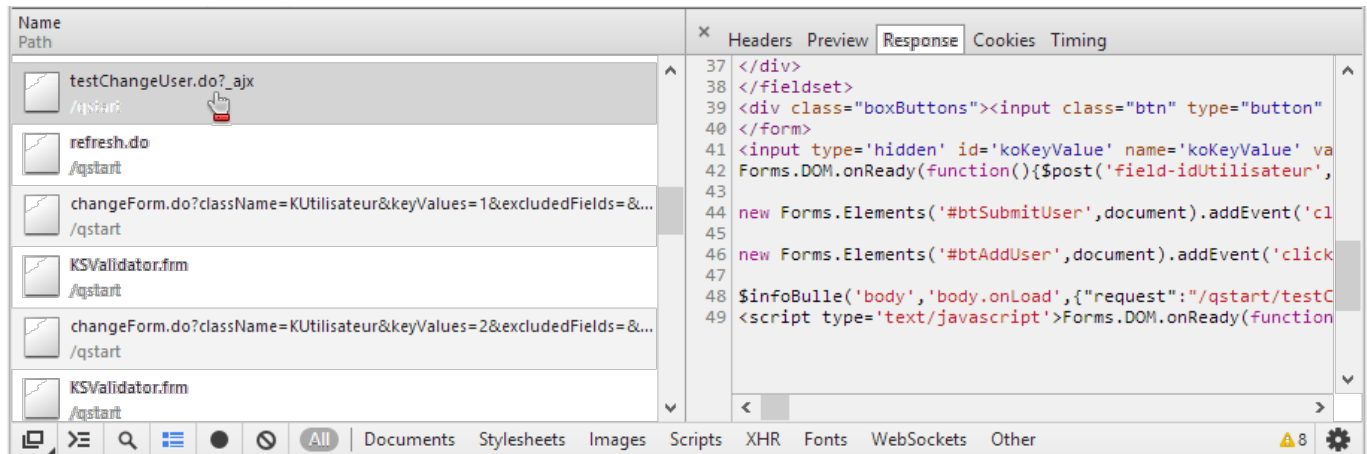 Name
Path
testChangeUser.do?_ajx
/qstart
refresh.do
/qstart
changeForm.do?className=KUtilisateur&keyValues=1&excludedFields=&...
/qstart
KSValidator.frm
/qstart
changeForm.do?className=KUtilisateur&keyValues=2&excludedFields=&...
/qstart
KSValidator.frm
/qstart
× Headers Preview Response Cookies Timing
37 </div>
38 </fieldset>
39 <div class="boxButtons"><input class="btn" type="button"
40 </form>
41 <input type='hidden' id='koKeyValue' name='koKeyValue' va
42 Forms.DOM.onReady(function(){$post('field-idUtilisateur',
43
44 new Forms.Elements('#btSubmitUser',document).addEvent('cl
45
46 new Forms.Elements('#btAddUser',document).addEvent('click
47
48 $infoBulle('body','body.onLoad',{"request":"/qstart/testC
49 <script type='text/javascript'>Forms.DOM.onReady(function
All Documents Stylesheets Images Scripts XHR Fonts WebSockets Other 8